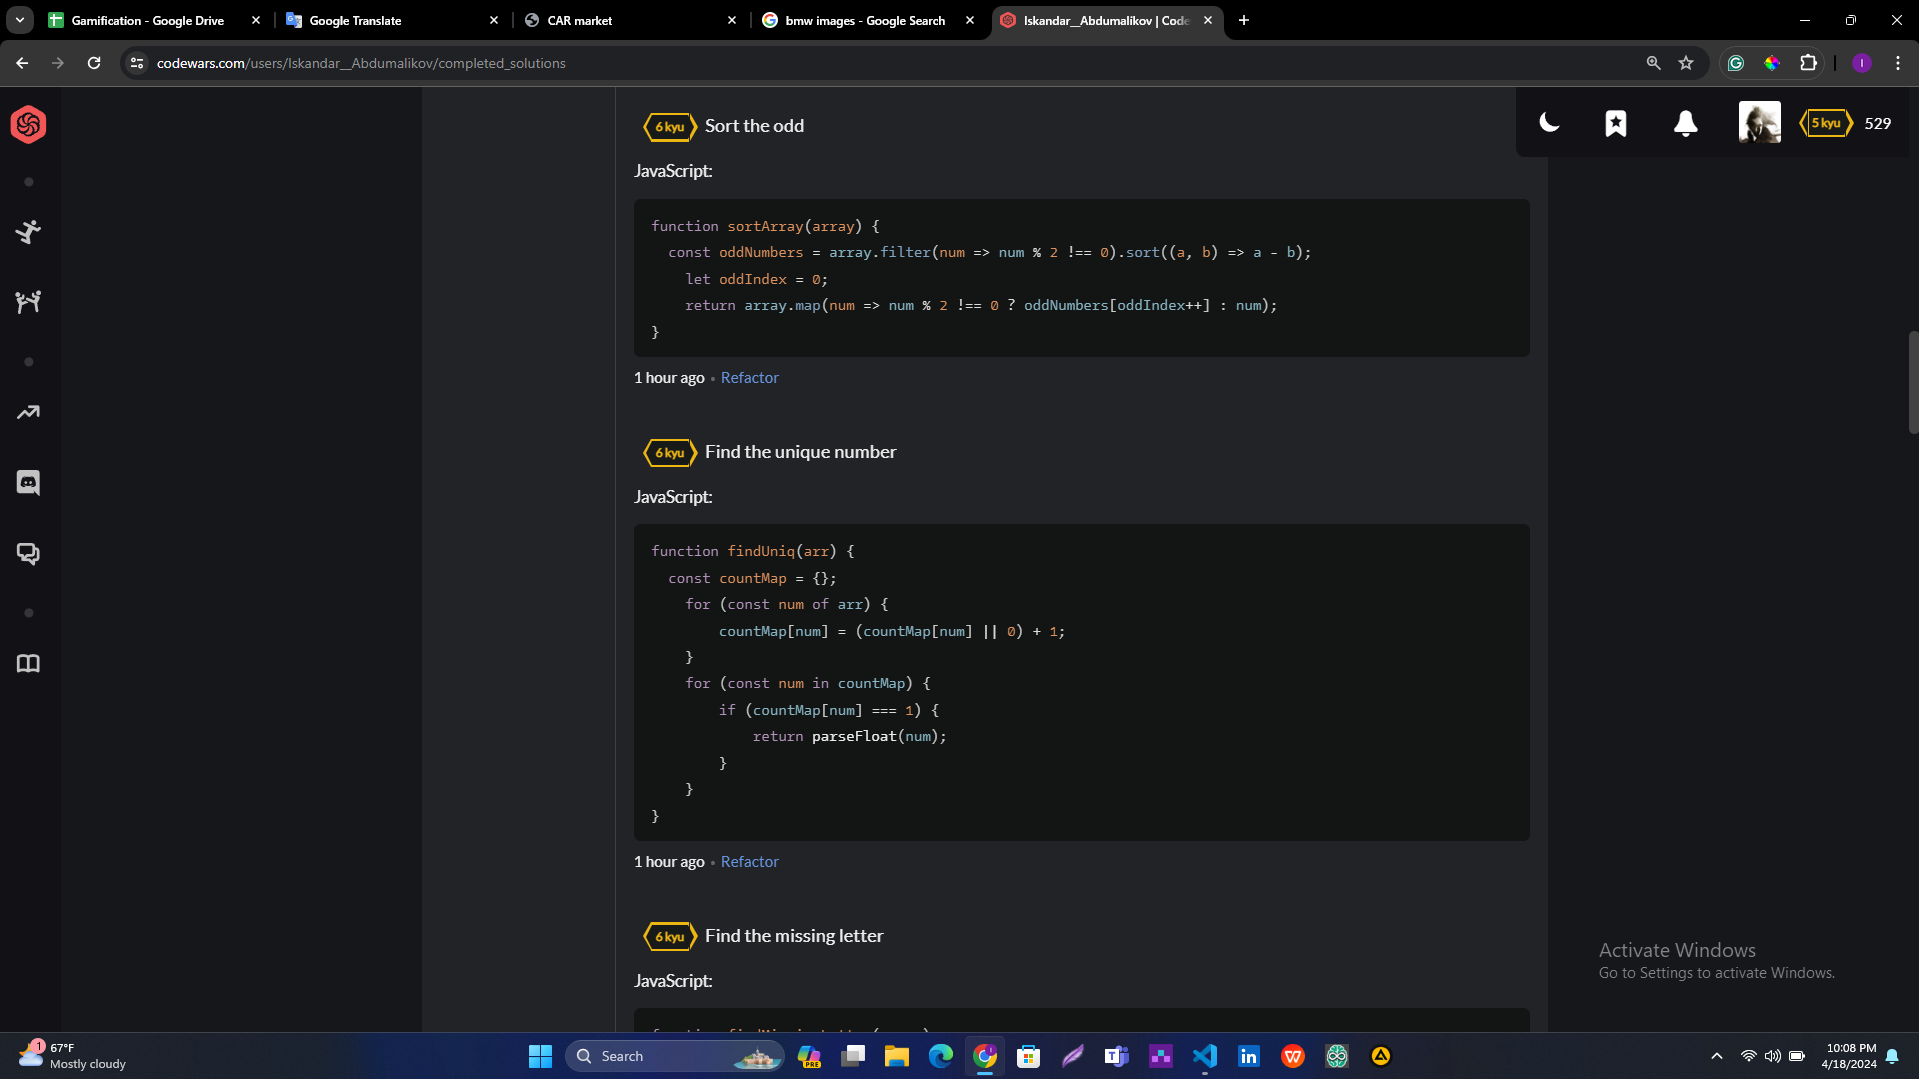 Gamification - Google Drive
Google Translate
CAR market
bmw images - Google Search
Iskandar__Abdumalikov | Code
codewars.com/users/Iskandar__Abdumalikov/completed_solutions
I
6 kyu Sort the odd
5 kyu 529
JavaScript:
function sortArray(array) {
const oddNumbers = array.filter(num => num % 2 !== 0).sort((a, b) => a - b);
let oddIndex = 0;
return array.map(num => num % 2 !== 0 ? oddNumbers[oddIndex++] : num);
}
1 hour ago • Refactor
6 kyu Find the unique number
JavaScript:
function findUniq(arr) {
const countMap = {};
for (const num of arr) {
countMap[num] = (countMap[num] || 0) + 1;
}
for (const num in countMap) {
if (countMap[num] === 1) {
return parseFloat(num);
}
}
}
1 hour ago • Refactor
6 kyu Find the missing letter
JavaScript:
Activate Windows
Go to Settings to activate Windows.
1
67°F
Mostly cloudy
Search
PRE
10:08 PM
4/18/2024